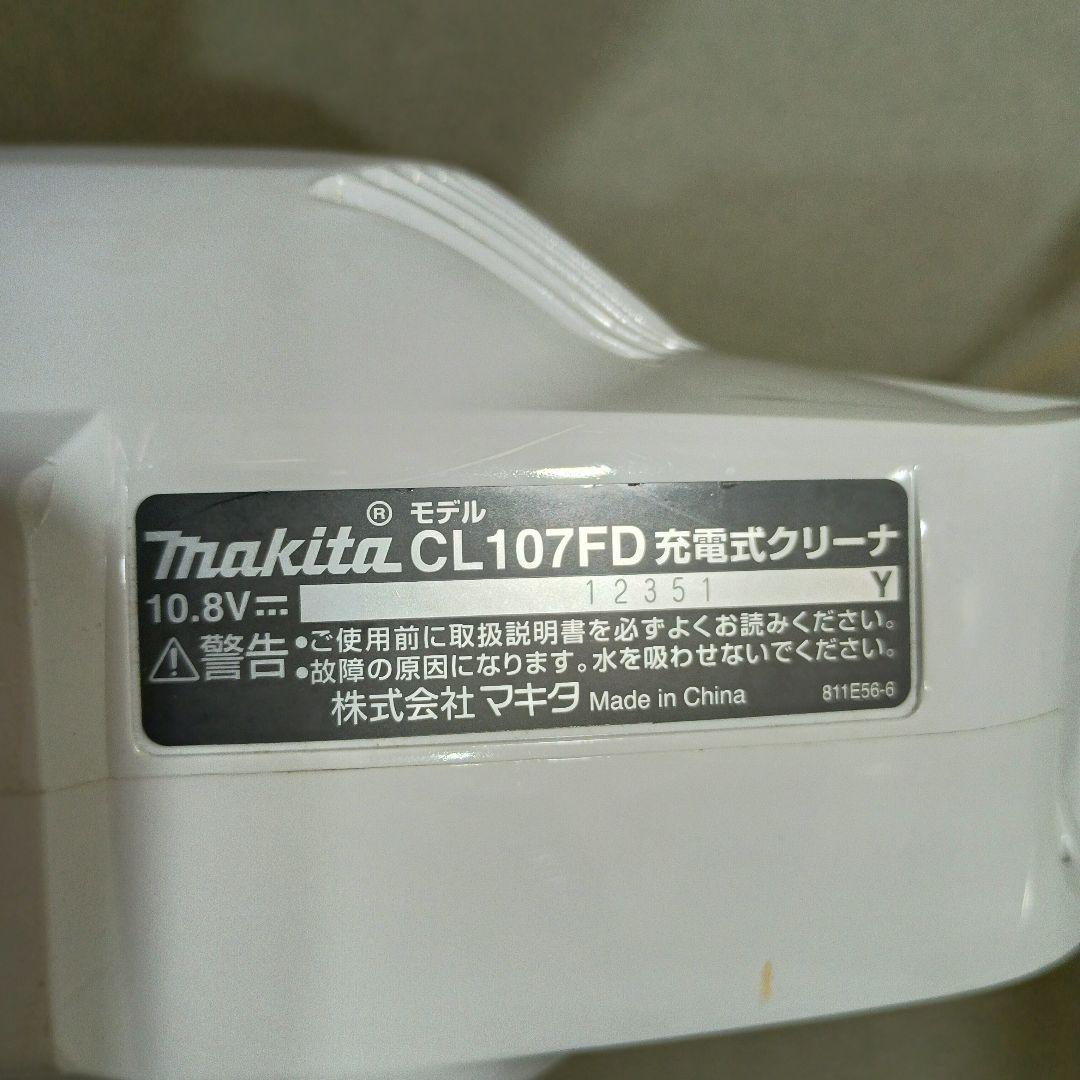 ® モデル
makita CL107FD 充電式クリーナ
10.8V 12351 Y
警告 •ご使用前に取扱説明書を必ずよくお読みください。
•故障の原因になります。水を吸わせないでください。
株式会社マキタ Made in China 811E56-6